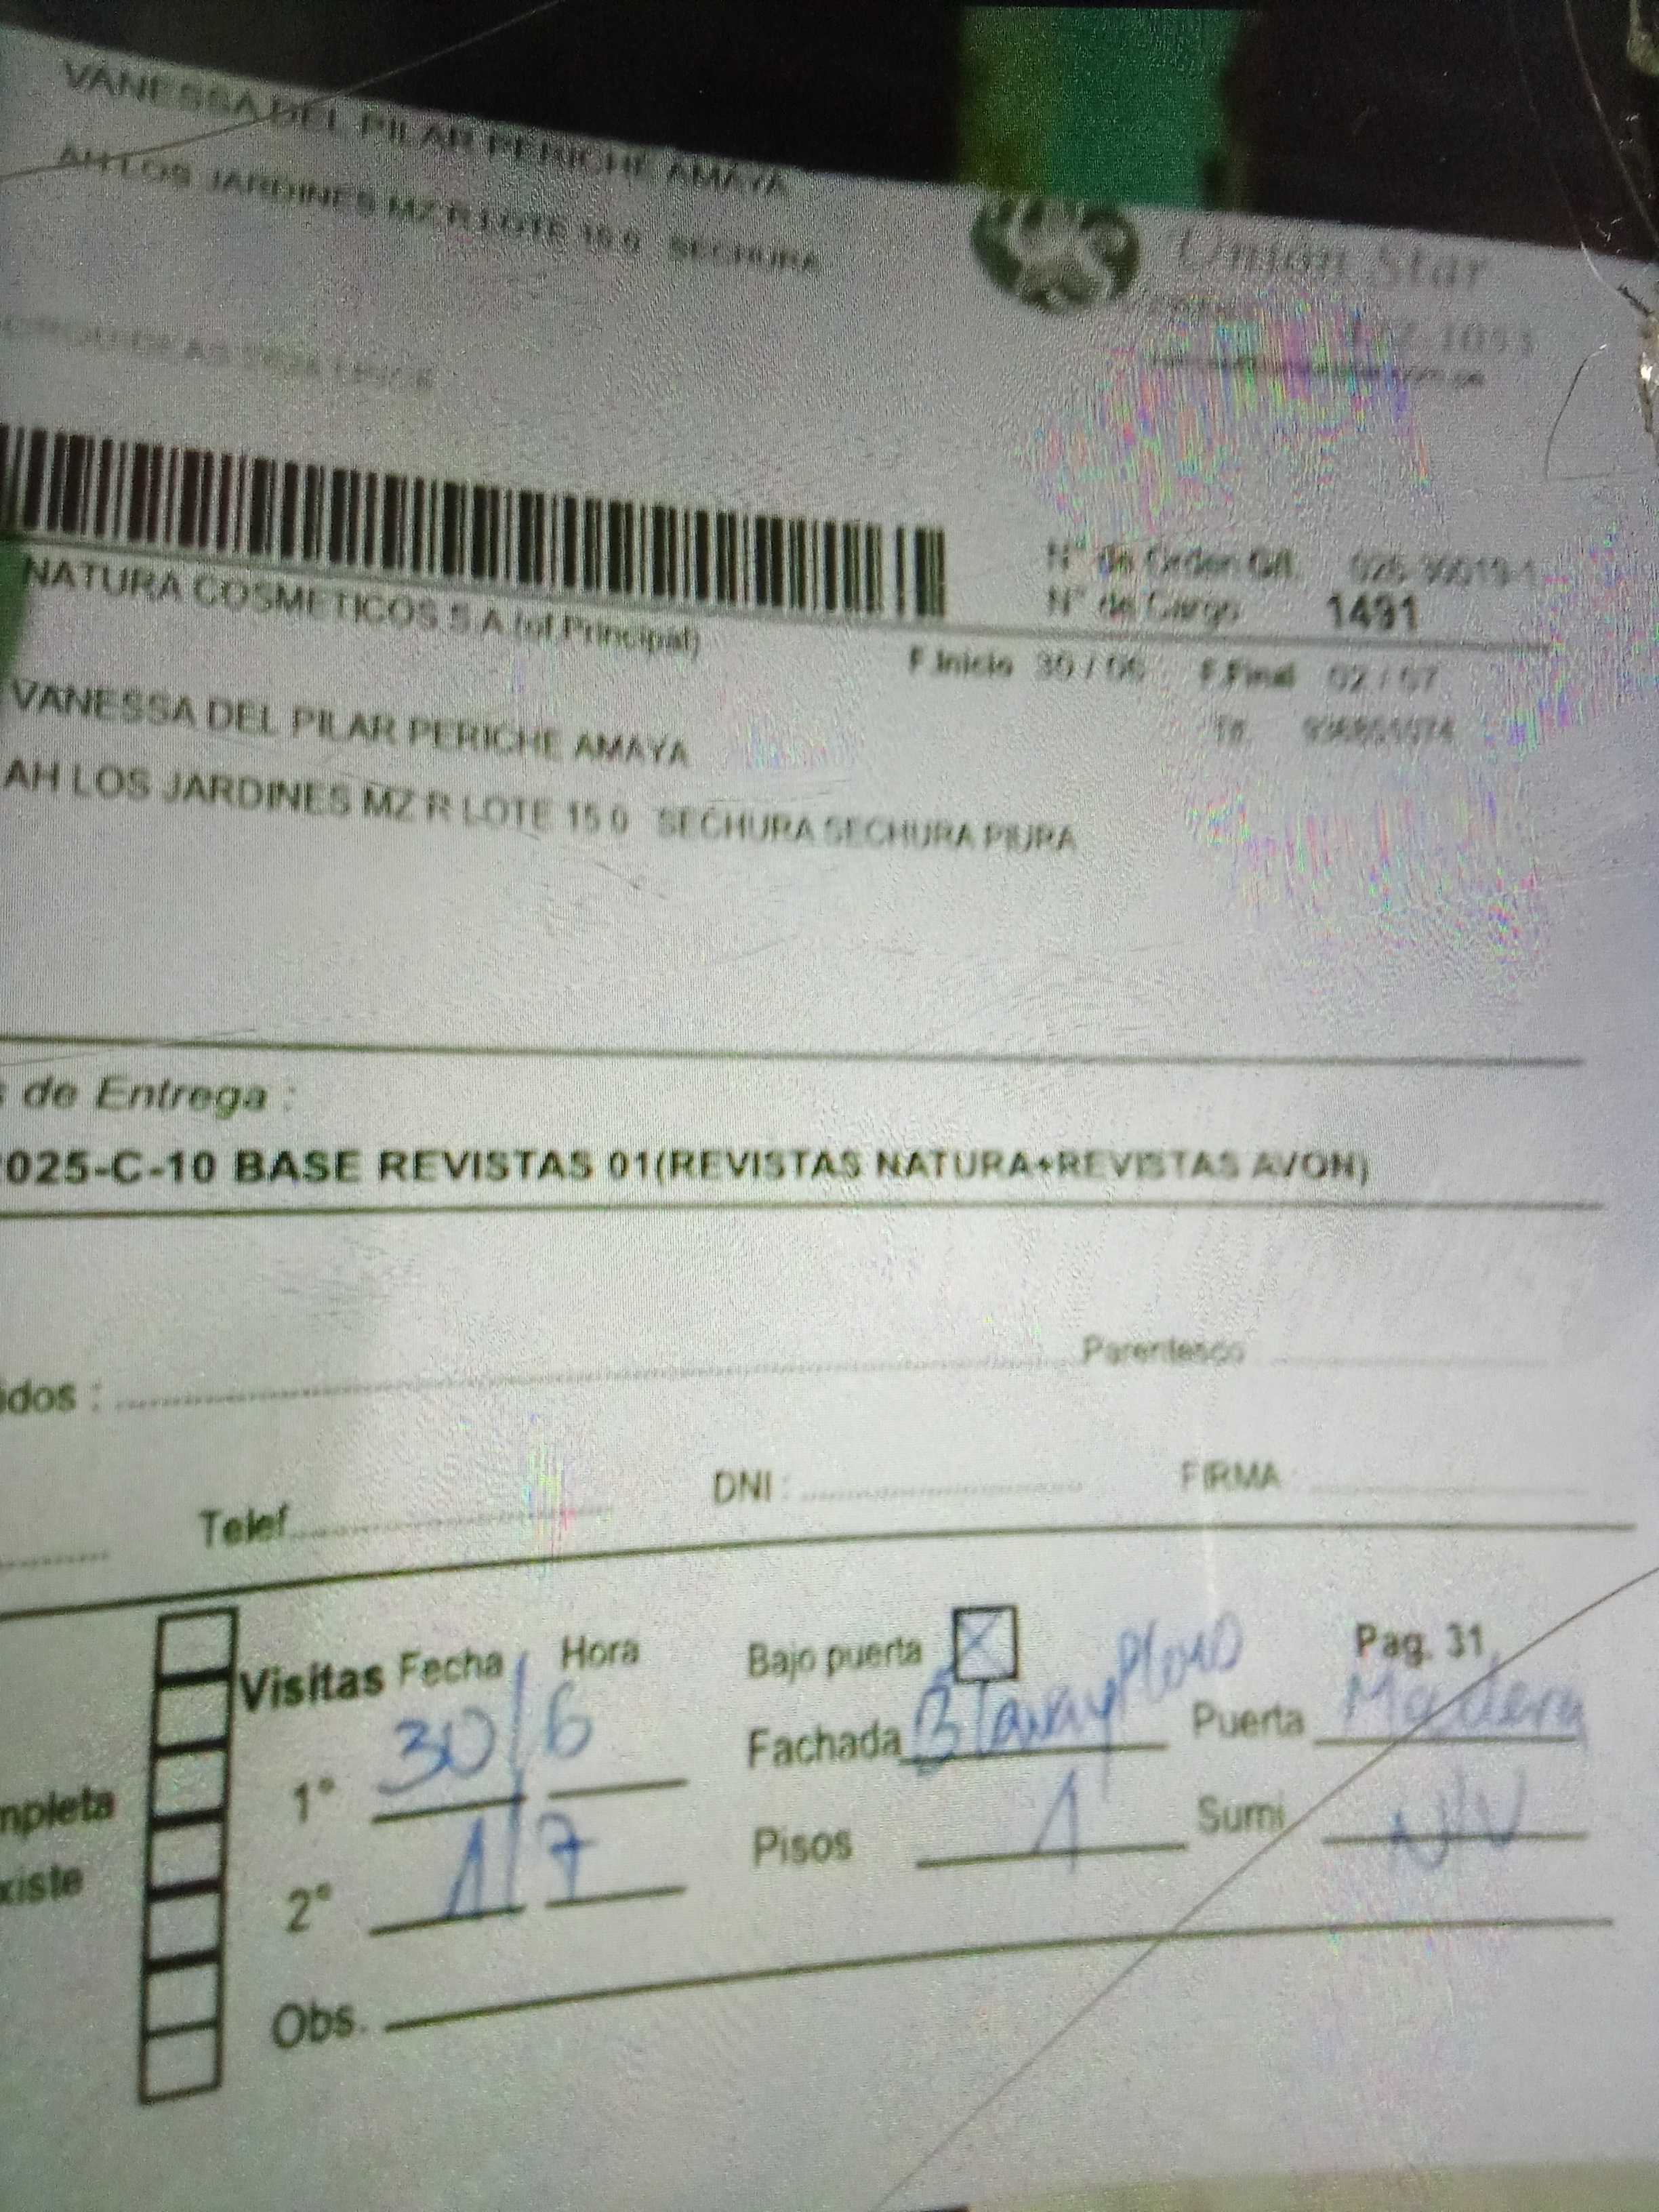 VANESSA DEL PILAR PERICHE AMAYA
AH LOS JARDINES MZ R LOTE 15 0 SECHURA
Union Star
NATURA COSMETICOS S.A (of.Principal)
N° de Orden Gd.
N° de Cargo 1491
F.Inicio 30 / 06 F.Final 02 / 07
VANESSA DEL PILAR PERICHE AMAYA
AH LOS JARDINES MZ R LOTE 15 0 SECHURA SECHURA PIURA
s de Entrega :
025-C-10 BASE REVISTAS 01(REVISTAS NATURA+REVISTAS AVON)
idos : Parentesco
Telef. DNI : FIRMA
Visitas Fecha Hora Bajo puerta X Pag. 31
1° 30/6 Fachada Puerta Madera
mpleta
2° 1/7 Pisos 1 Sumi N/V
xiste
Obs.